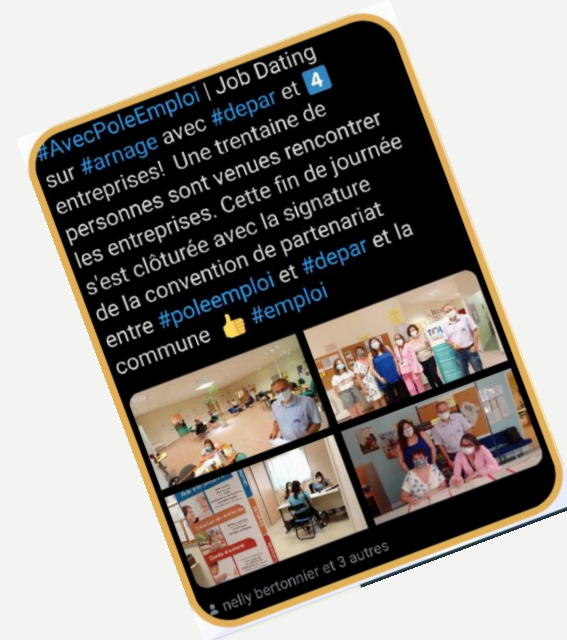 #AvecPoleEmploi | Job Dating
sur #arnage avec #depar et 4
entreprises! Une trentaine de
personnes sont venues rencontrer
les entreprises. Cette fin de journée
s'est clôturée avec la signature
de la convention de partenariat
entre #poleemploi et #depar et la
commune 👍 #emploi
nelly bertonnier et 3 autres